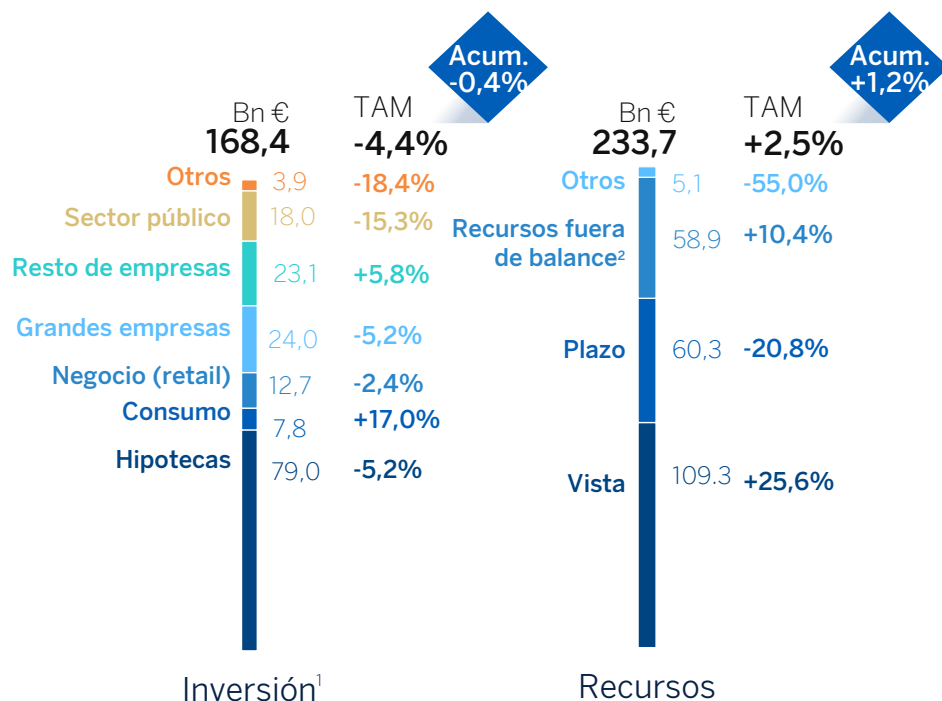 Acum.
-0,4%
Bn €
TAM
168,4
-4,4%
Otros 3,9 -18,4%
Sector público 18,0 -15,3%
Resto de empresas 23,1 +5,8%
Grandes empresas 24,0 -5,2%
Negocio (retail) 12,7 -2,4%
Consumo 7,8 +17,0%
Hipotecas 79,0 -5,2%
Inversión¹
Acum.
+1,2%
Bn €
TAM
233,7
+2,5%
Otros 5,1 -55,0%
Recursos fuera
de balance² 58,9 +10,4%
Plazo 60,3 -20,8%
Vista 109.3 +25,6%
Recursos